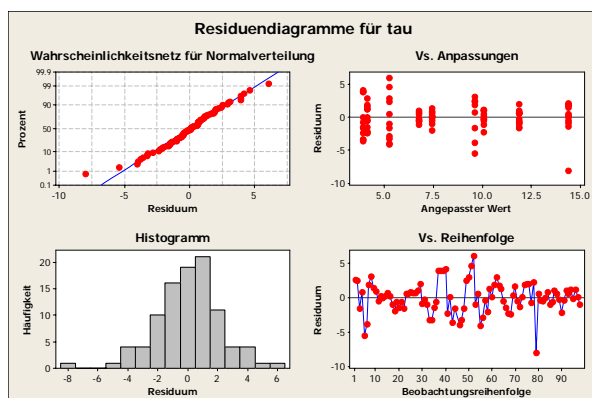 Residuendiagramme für tau
Wahrscheinlichkeitsnetz für Normalverteilung
99.9
99
90
50
10
1
0.1
Prozent
-10 -5 0 5
Residuum
Vs. Anpassungen
5
0
-5
-10
Residuum
5.0 7.5 10.0 12.5 15.0
Angepasster Wert
Histogramm
20
15
10
5
0
Häufigkeit
-8 -6 -4 -2 0 2 4 6
Residuum
Vs. Reihenfolge
5
0
-5
-10
Residuum
1 10 20 30 40 50 60 70 80 90
Beobachtungsreihenfolge